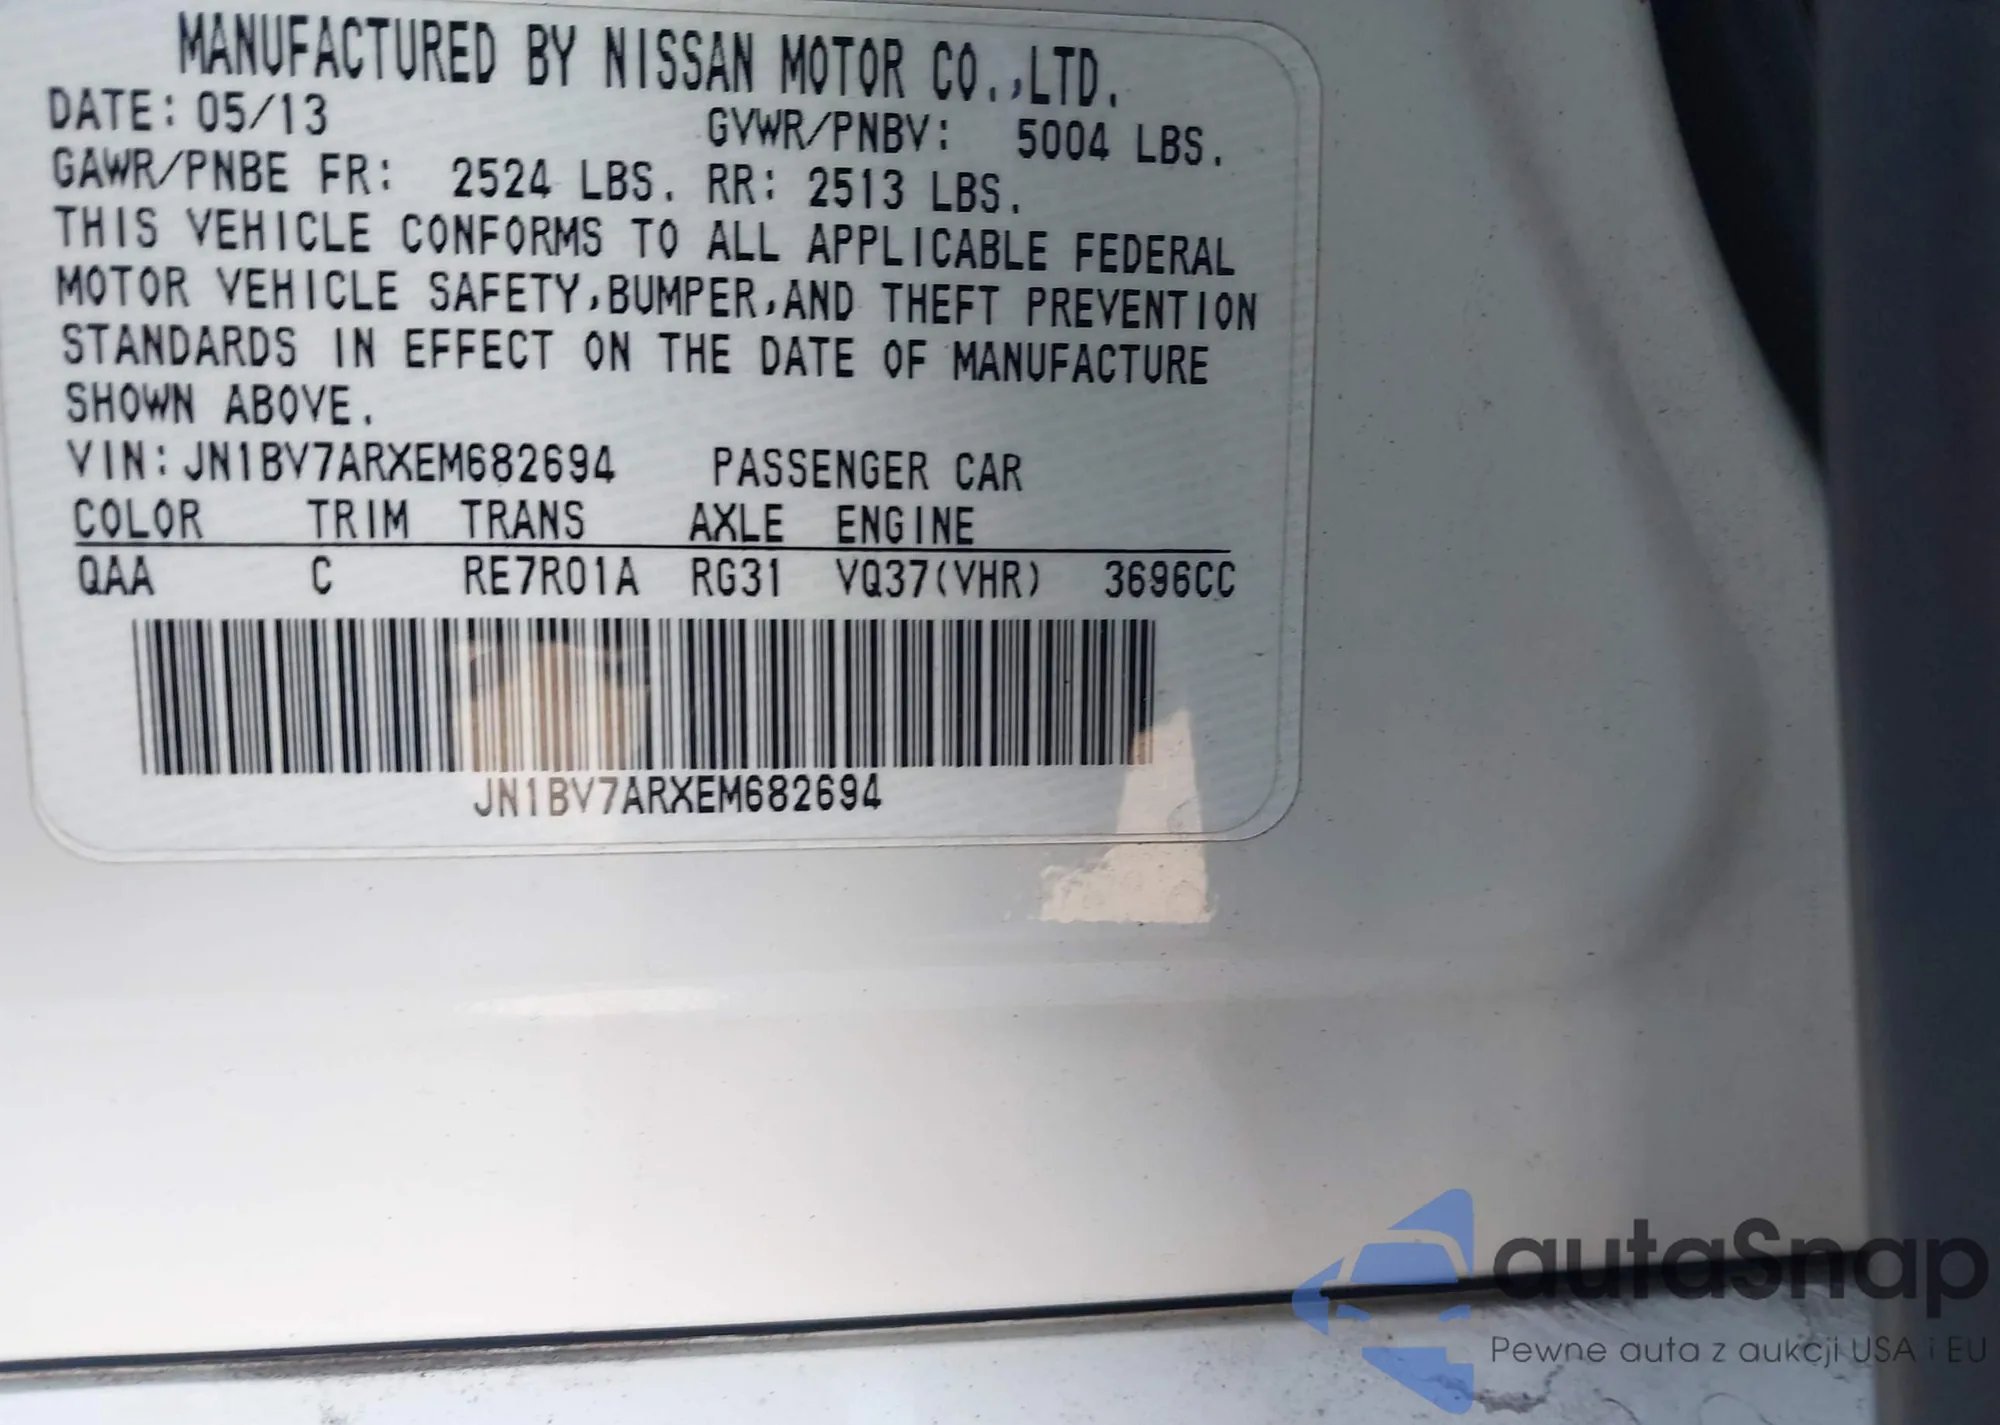 MANUFACTURED BY NISSAN MOTOR CO.,LTD.
DATE: 05/13 GVWR/PNBV: 5004 LBS.
GAWR/PNBE FR: 2524 LBS. RR: 2513 LBS.
THIS VEHICLE CONFORMS TO ALL APPLICABLE FEDERAL
MOTOR VEHICLE SAFETY,BUMPER,AND THEFT PREVENTION
STANDARDS IN EFFECT ON THE DATE OF MANUFACTURE
SHOWN ABOVE.
VIN:JN1BV7ARXEM682694 PASSENGER CAR
COLOR TRIM TRANS AXLE ENGINE
QAA C RE7R01A RG31 VQ37(VHR) 3696CC
JN1BV7ARXEM682694
autaSnap
Pewne auta z aukcji USA i EU